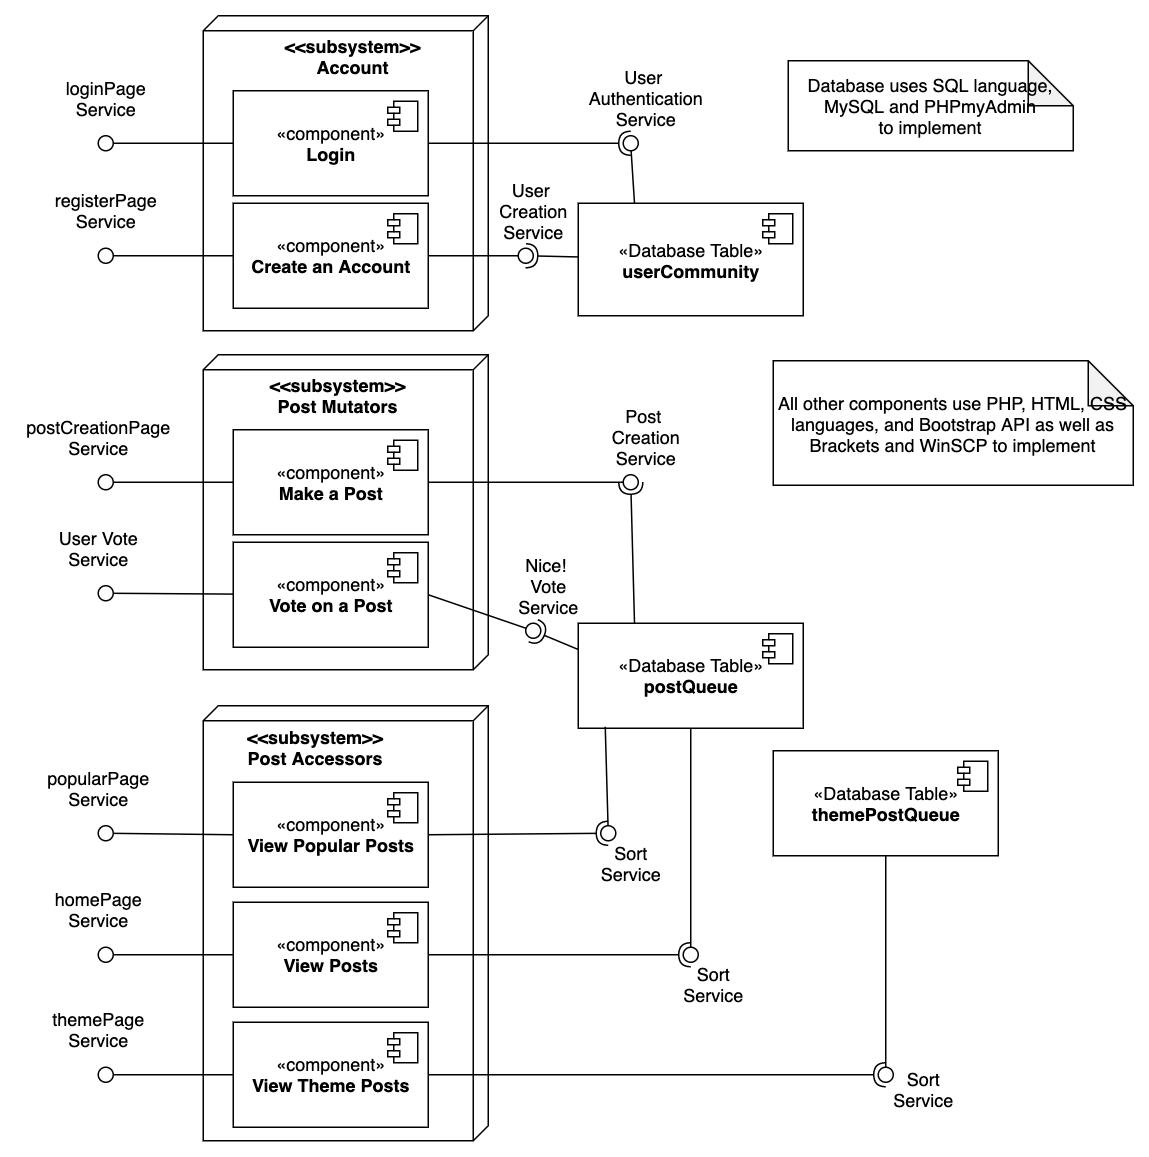 <<subsystem>>
Account
loginPage
Service
«component»
Login
User
Authentication
Service
Database uses SQL language,
MySQL and PHPmyAdmin
to implement
registerPage
Service
«component»
Create an Account
User
Creation
Service
«Database Table»
userCommunity
<<subsystem>>
Post Mutators
postCreationPage
Service
«component»
Make a Post
Post
Creation
Service
All other components use PHP, HTML, CSS
languages, and Bootstrap API as well as
Brackets and WinSCP to implement
User Vote
Service
«component»
Vote on a Post
Nice!
Vote
Service
«Database Table»
postQueue
<<subsystem>>
Post Accessors
popularPage
Service
«component»
View Popular Posts
Sort
Service
«Database Table»
themePostQueue
homePage
Service
«component»
View Posts
Sort
Service
themePage
Service
«component»
View Theme Posts
Sort
Service